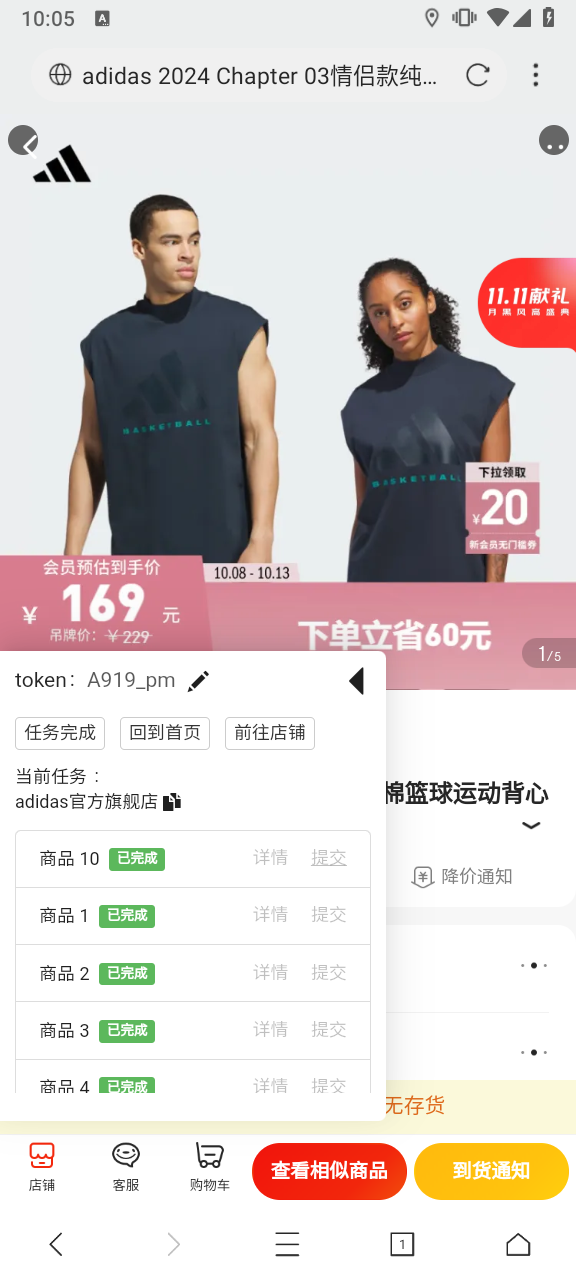 10:05
A
adidas 2024 Chapter 03情侣款纯...
11.11献礼
月黑风高盛典
BASKETBALL
BASKETBALL
下拉领取
¥20
新会员无门槛券
会员预估到手价
10.08 - 10.13
¥ 169 元
吊牌价: ¥229
下单立省60元
1/5
token: A919_pm
任务完成 回到首页 前往店铺
当前任务：
adidas官方旗舰店
棉篮球运动背心
降价通知
商品 10 已完成 详情 提交
商品 1 已完成 详情 提交
商品 2 已完成 详情 提交
商品 3 已完成 详情 提交
商品 4 已完成 详情 提交
无存货
店铺 客服 购物车 查看相似商品 到货通知
1